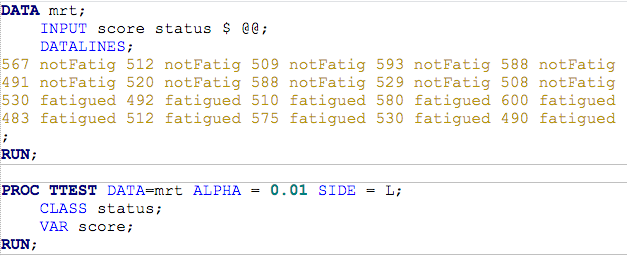 DATA mrt;
INPUT score status $ @@;
DATALINES;
567 notFatig 512 notFatig 509 notFatig 593 notFatig 588 notFatig
491 notFatig 520 notFatig 588 notFatig 529 notFatig 508 notFatig
530 fatigued 492 fatigued 510 fatigued 580 fatigued 600 fatigued
483 fatigued 512 fatigued 575 fatigued 530 fatigued 490 fatigued
;
RUN;
PROC TTEST DATA=mrt ALPHA = 0.01 SIDE = L;
CLASS status;
VAR score;
RUN;